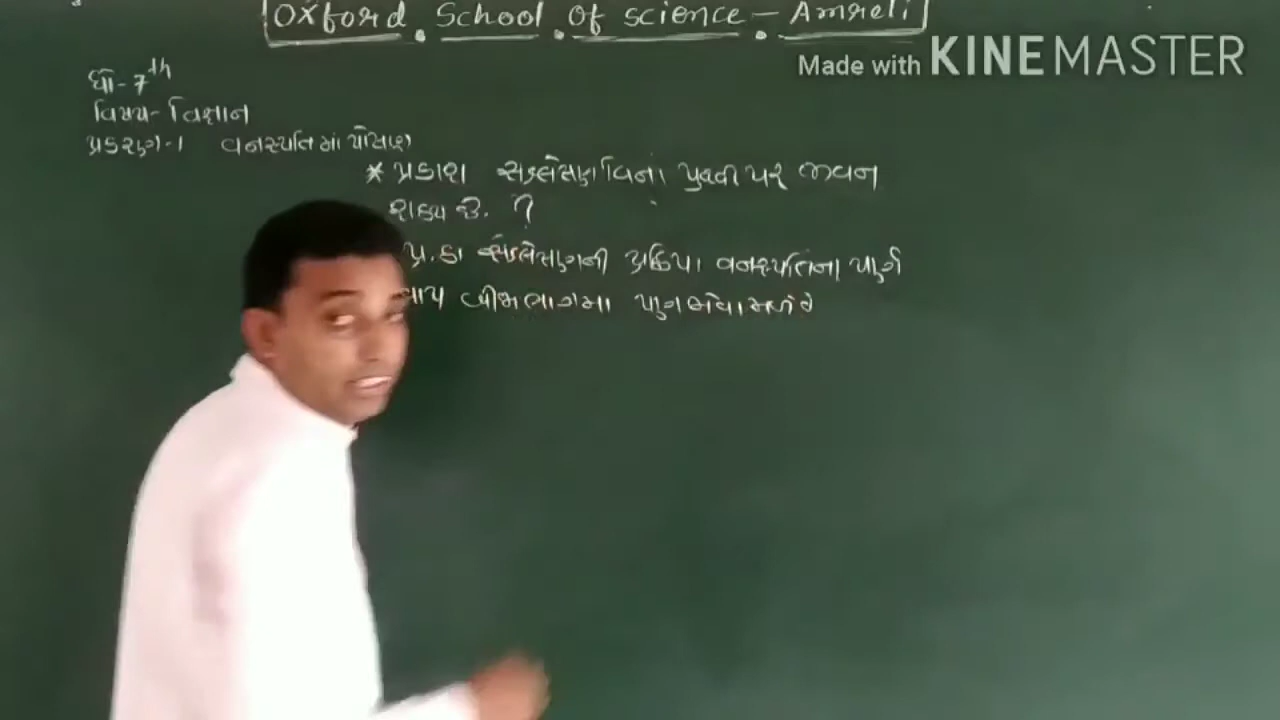 Oxford School Of science - Amreli
Made with KINEMASTER
ધો-7th
વિષય-વિજ્ઞાન
પ્રકરણ-1 વનસ્પતિમાં પોષણ
* પ્રકાશ સંશ્લેષણ વિના પૃથ્વી પર જીવન
શક્ય છે. ?
પ્ર.કા સંશ્લેષણની પ્રક્રિયા વનસ્પતિના પર્ણ
વાય બીજા ભાગમા પણ જોવા મળે છે